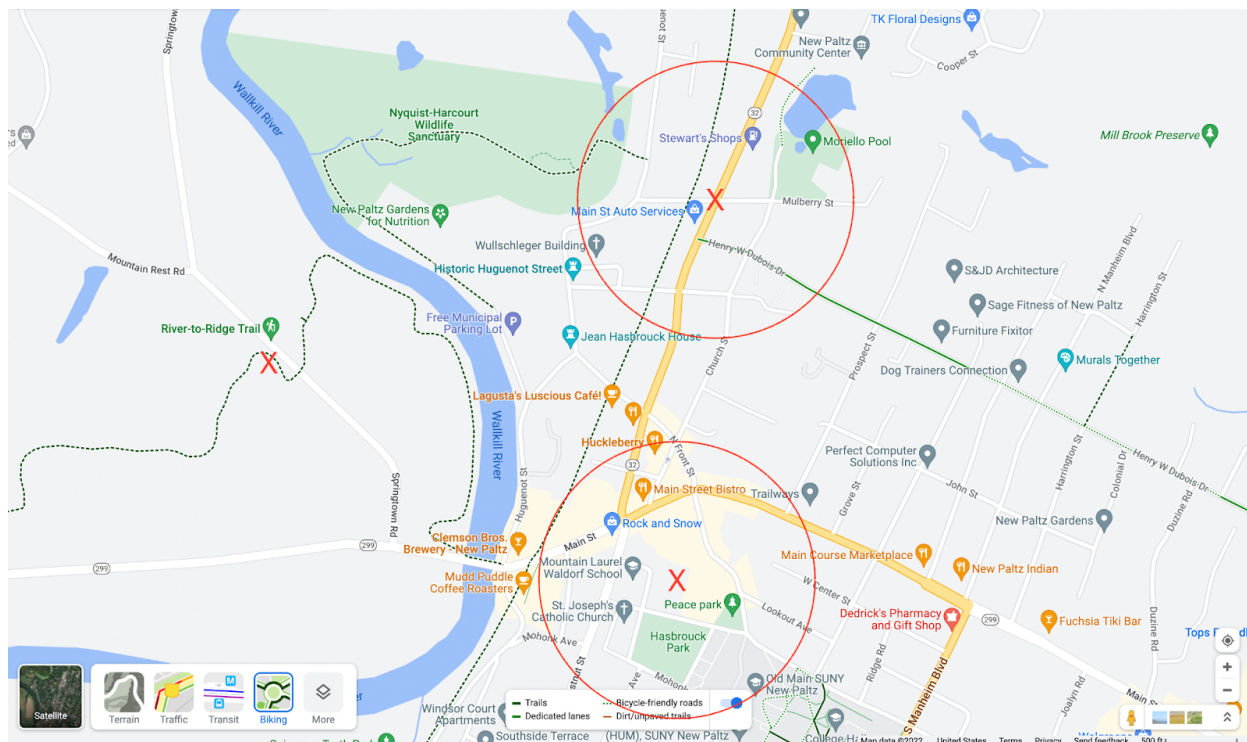 Springtown
TK Floral Designs
New Paltz
Community Center
Cooper St
Wallkill River
Nyquist-Harcourt
Wildlife
Sanctuary
32
Stewart's Shops
Moriello Pool
Mill Brook Preserve
X
Mulberry St
New Paltz Gardens
for Nutrition
Main St Auto Services
Wullschleger Building
Henry W Dubois Dr
N Manheim Blvd
Mountain Rest Rd
Historic Huguenot Street
S&JD Architecture
Harrington St
Sage Fitness of New Paltz
River-to-Ridge Trail
Free Municipal
Parking Lot
Jean Hasbrouck House
Furniture Fixitor
Church St
Prospect St
X
Dog Trainers Connection
Murals Together
Lagusta's Luscious Café!
Wallkill River
Huckleberry
N Front St
Perfect Computer
Solutions Inc
Harrington St
Colonial Dr
Henry W Dubois Dr
32
Springtown Rd
Huguenot St
Main Street Bistro
Trailways
Grove St
John St
Duzine Rd
Rock and Snow
New Paltz Gardens
Clemson Bros.
Brewery - New Paltz
Main St
299
299
Main Course Marketplace
New Paltz Indian
Mountain Laurel
Waldorf School
X
W Center St
Mudd Puddle
Coffee Roasters
Peace park
Lookout Ave
St. Joseph's
Catholic Church
Dedrick's Pharmacy
and Gift Shop
299
Fuchsia Tiki Bar
Duzine Rd
Mohonk Ave
Hasbrouck
Park
Ridge Rd
Tops
S Manheim Blvd
Old Main SUNY
New Paltz
Joalyn Rd
Main St
Satellite
Terrain
Traffic
Transit
Biking
More
M
Trails
Bicycle-friendly roads
Dedicated lanes
Dirt/unpaved trails
Windsor Court
Apartments
Southside Terrace
(HUM), SUNY New Paltz
Map data ©2022
United States
Terms
Privacy
Send feedback
500 ft